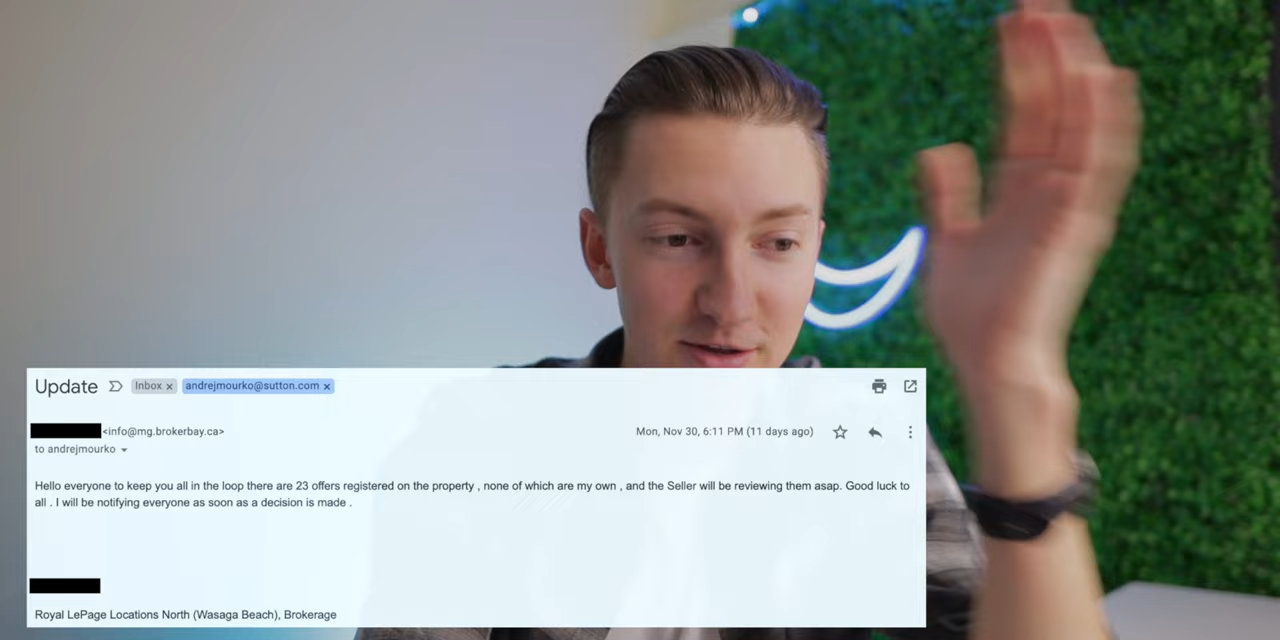 Update Inbox x andrejmourko@sutton.com x
<info@mg.brokerbay.ca> Mon, Nov 30, 6:11 PM (11 days ago)
to andrejmourko
Hello everyone to keep you all in the loop there are 23 offers registered on the property , none of which are my own , and the Seller will be reviewing them asap. Good luck to
all . I will be notifying everyone as soon as a decision is made .
Royal LePage Locations North (Wasaga Beach), Brokerage